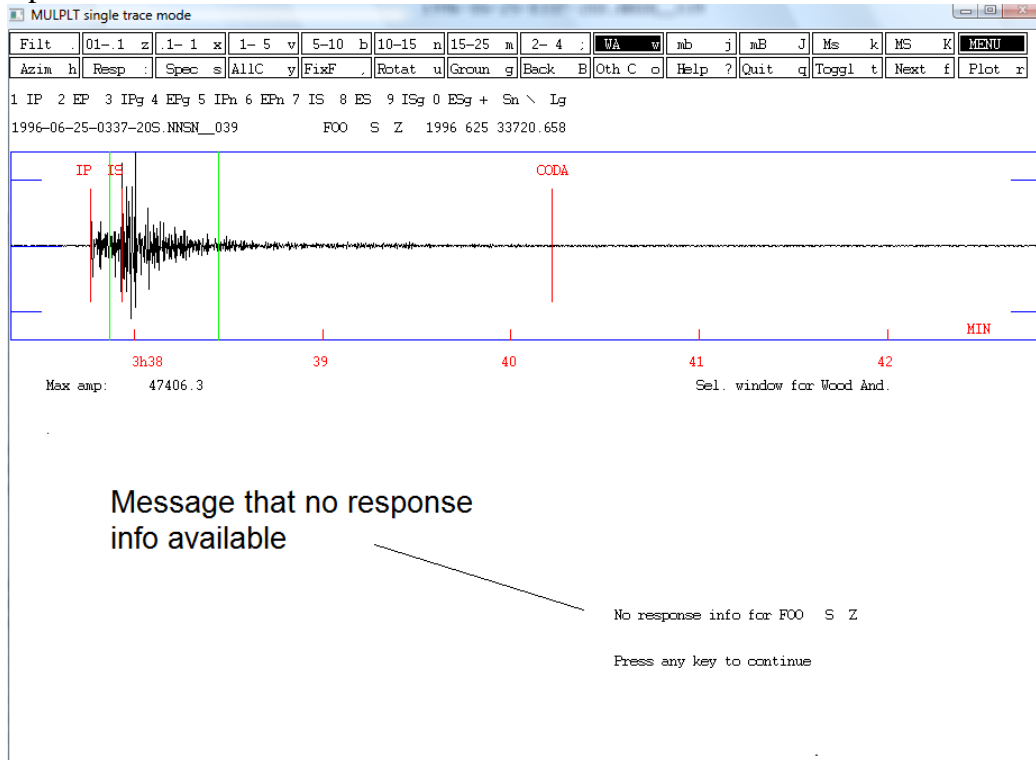 MULPLT single trace mode
Filt . 01-.1 z .1- 1 x 1- 5 v 5-10 b 10-15 n 15-25 m 2- 4 ; WA w mb j mB J Ms k MS K MENU
Azim h Resp : Spec s AllC y FixF , Rotat u Groun g Back B Oth C o Help ? Quit q Toggl t Next f Plot r
1 IP 2 EP 3 IPg 4 EPg 5 IPn 6 EPn 7 IS 8 ES 9 ISg 0 ESg + Sn \ Lg
1996-06-25-0337-20S.NNSN__039 FOO S Z 1996 625 33720.658
IP IS CODA
MIN
3h38 39 40 41 42
Max amp: 47406.3 Sel. window for Wood And.
Message that no response
info available
No response info for FOO S Z
Press any key to continue